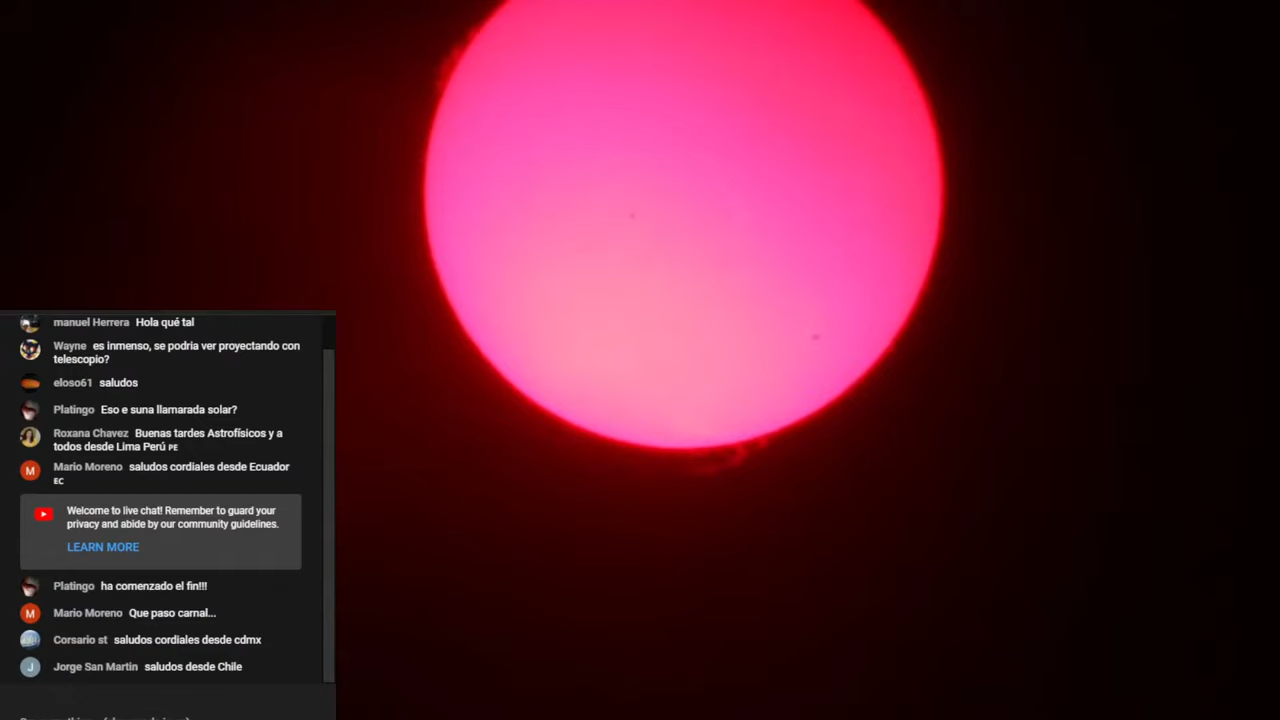 manuel Herrera Hola qué tal
Wayne es inmenso, se podria ver proyectando con
telescopio?
eloso61 saludos
Platingo Eso e suna llamarada solar?
Roxana Chavez Buenas tardes Astrofísicos y a
todos desde Lima Perú PE
Mario Moreno saludos cordiales desde Ecuador
EC
Welcome to live chat! Remember to guard your
privacy and abide by our community guidelines.
LEARN MORE
Platingo ha comenzado el fin!!!
M Mario Moreno Que paso carnal...
Corsario st saludos cordiales desde cdmx
J Jorge San Martin saludos desde Chile